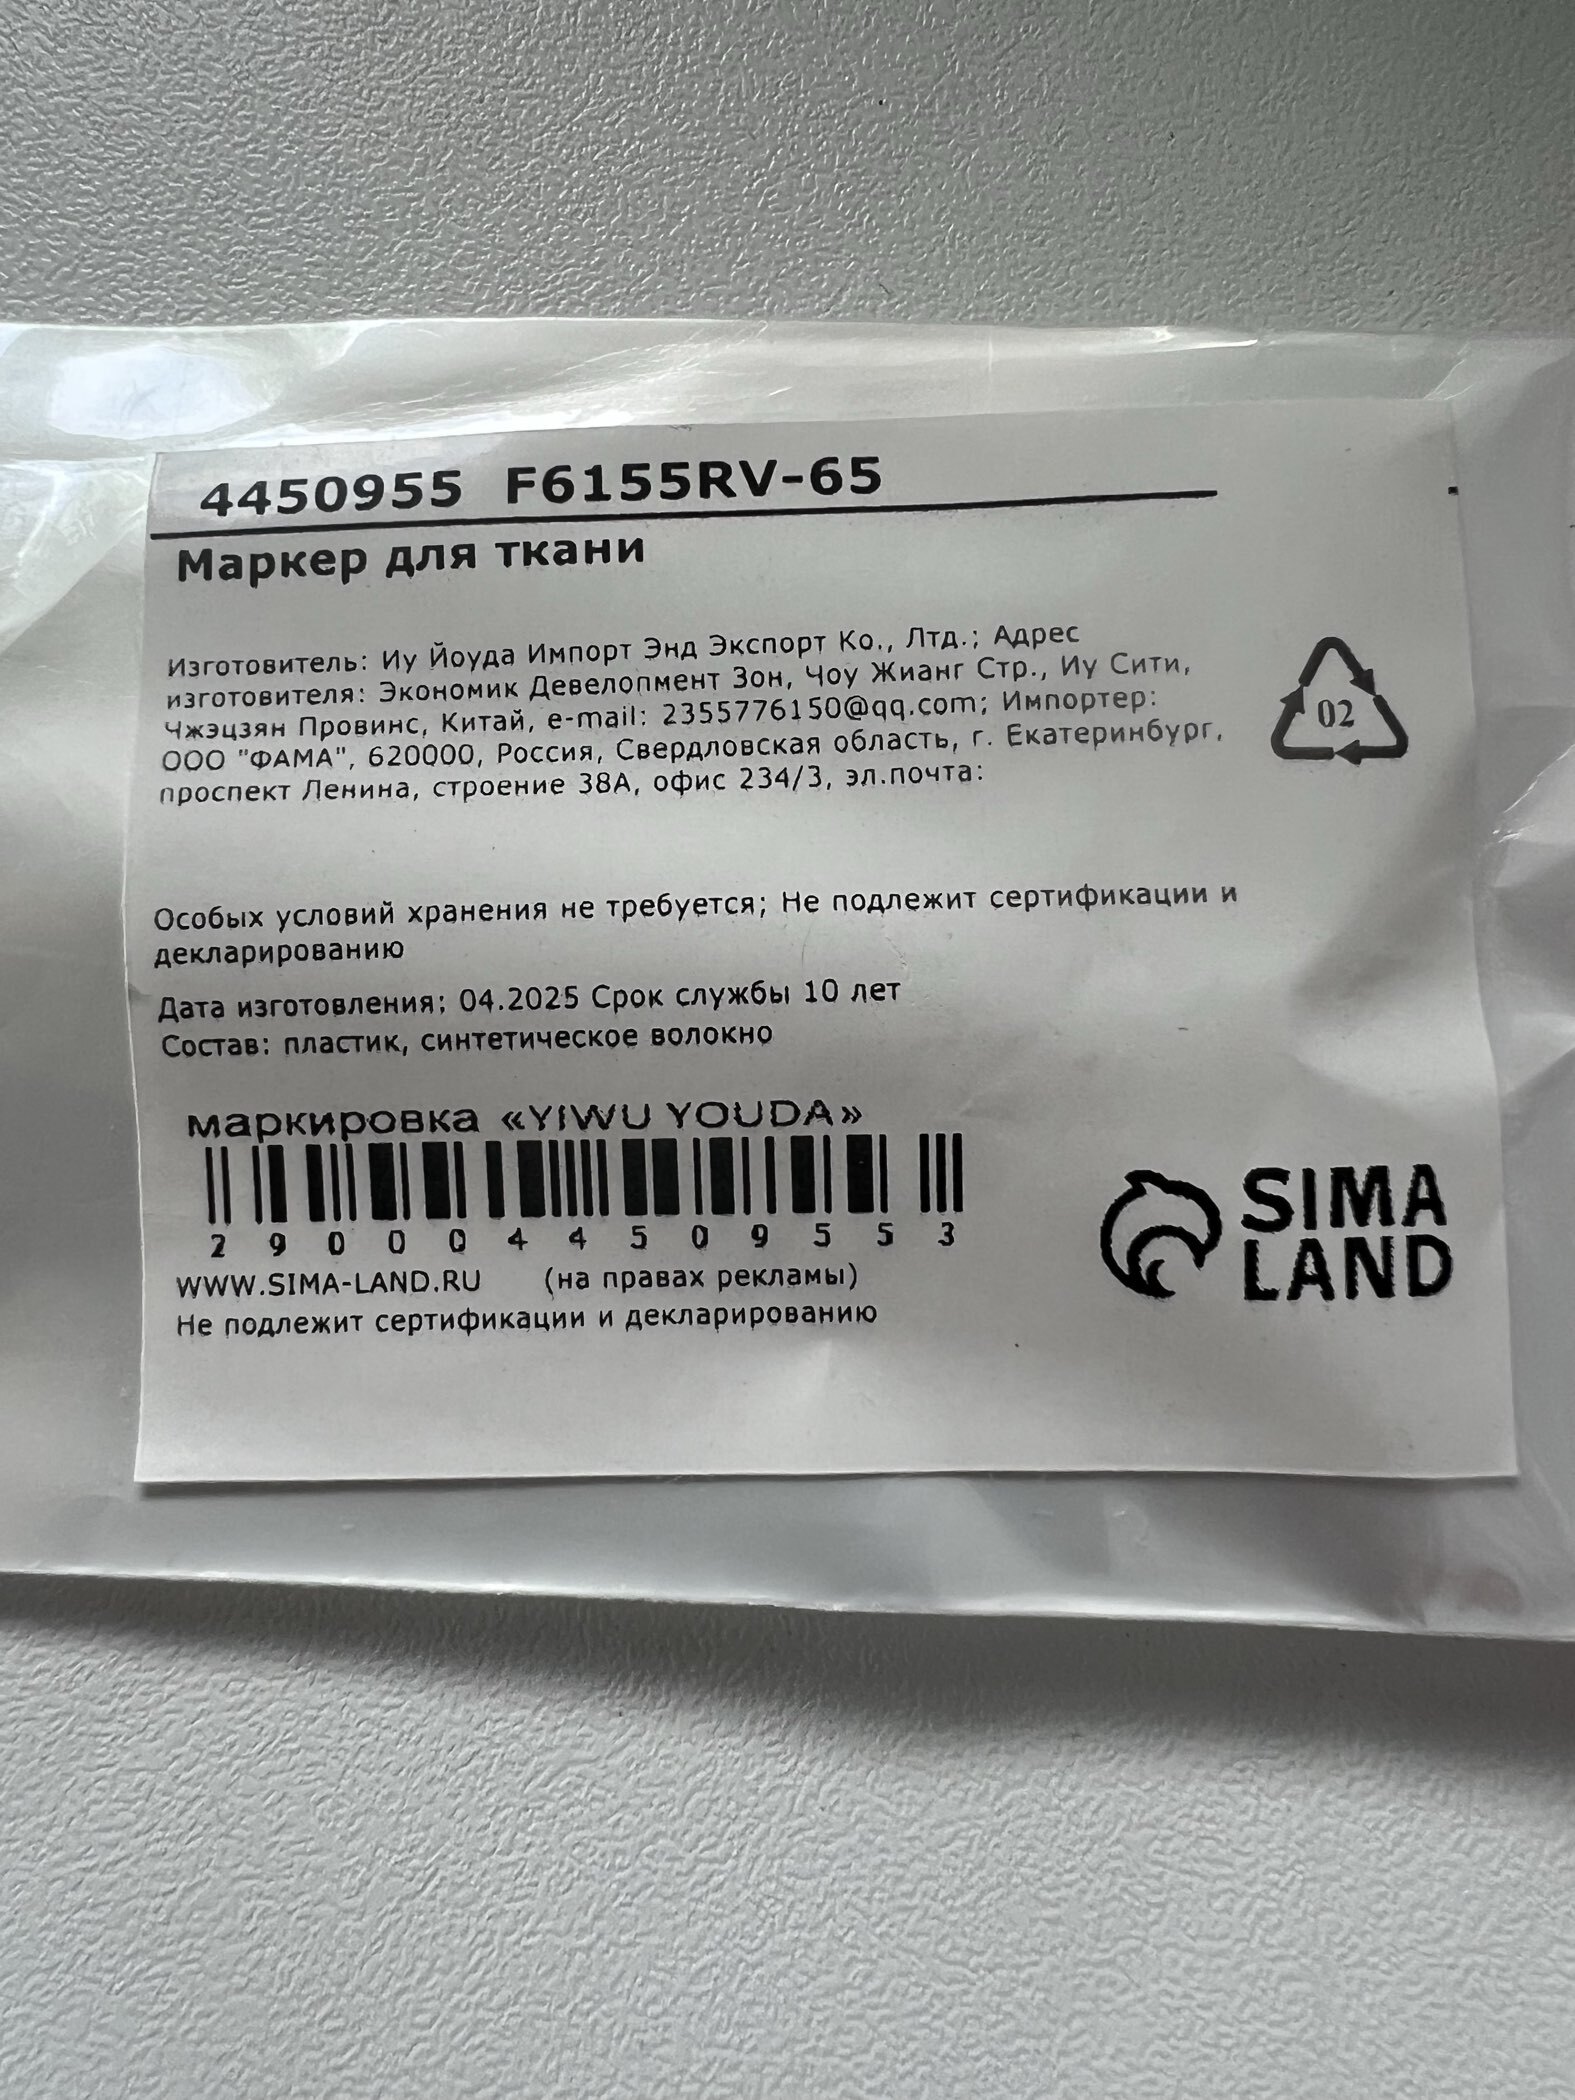 4450955 F6155RV-65
Маркер для ткани
Изготовитель: Иу Йоуда Импорт Энд Экспорт Ко., Лтд.; Адрес
изготовителя: Экономик Девелопмент Зон, Чоу Жианг Стр., Иу Сити,
Чжэцзян Провинс, Китай, e-mail: 2355776150@qq.com; Импортер:
ООО "ФАМА", 620000, Россия, Свердловская область, г. Екатеринбург,
проспект Ленина, строение 38А, офис 234/3, эл.почта:
02
Особых условий хранения не требуется; Не подлежит сертификации и
декларированию
Дата изготовления: 04.2025 Срок службы 10 лет
Состав: пластик, синтетическое волокно
маркировка «YIWU YOUDA»
2900044509553
WWW.SIMA-LAND.RU (на правах рекламы)
Не подлежит сертификации и декларированию
SIMA
LAND